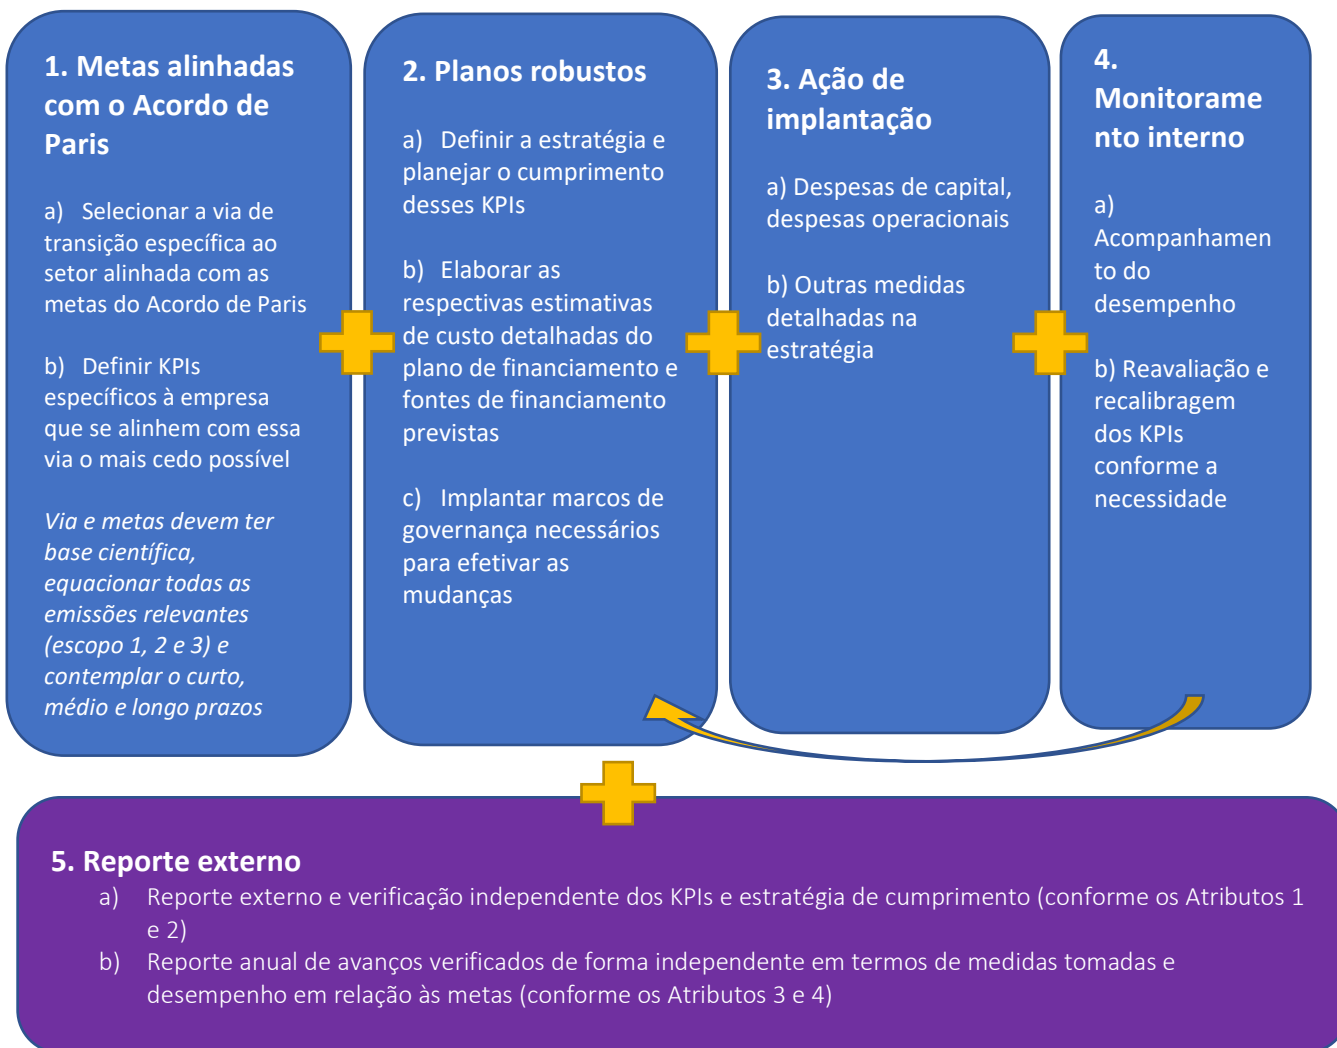 1. Metas alinhadas
com o Acordo de
Paris
a) Selecionar a via de
transição específica ao
setor alinhada com as
metas do Acordo de Paris
b) Definir KPIs
específicos à empresa
que se alinhem com essa
via o mais cedo possível
Via e metas devem ter
base científica,
equacionar todas as
emissões relevantes
(escopo 1, 2 e 3) e
contemplar o curto,
médio e longo prazos
2. Planos robustos
a) Definir a estratégia e
planejar o cumprimento
desses KPIs
b) Elaborar as
respectivas estimativas
de custo detalhadas do
plano de financiamento e
fontes de financiamento
previstas
c) Implantar marcos de
governança necessários
para efetivar as
mudanças
3. Ação de
implantação
a) Despesas de capital,
despesas operacionais
b) Outras medidas
detalhadas na
estratégia
4.
Monitorame
nto interno
a)
Acompanhamen
to do
desempenho
b) Reavaliação e
recalibragem
dos KPIs
conforme a
necessidade
5. Reporte externo
a) Reporte externo e verificação independente dos KPIs e estratégia de cumprimento (conforme os Atributos 1
e 2)
b) Reporte anual de avanços verificados de forma independente em termos de medidas tomadas e
desempenho em relação às metas (conforme os Atributos 3 e 4)